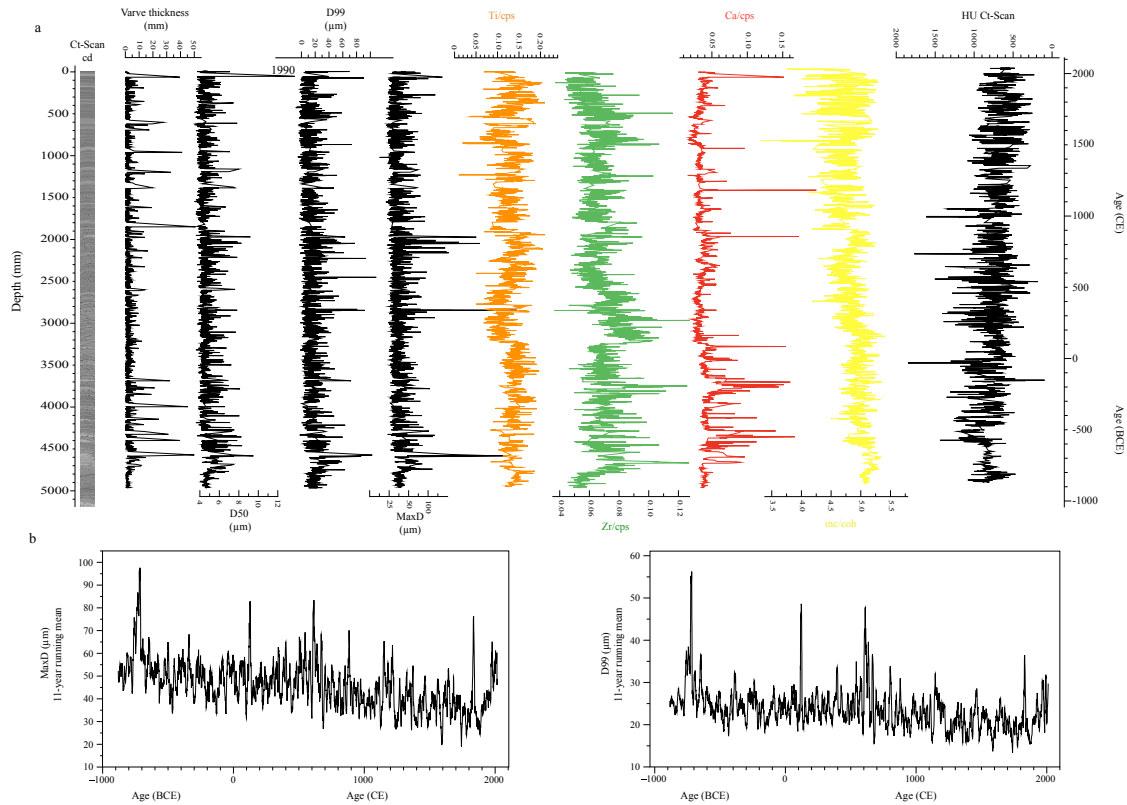 a
Varve thickness
(mm)
D99
(µm)
Ti/cps
Ca/cps
HU Ct-Scan
Ct-Scan
cd
0 10 20 30 40 50
0 20 40 60 80
0 0.05 0.10 0.15 0.20
0.05 0.10 0.15
2000 1500 1000 500 0
1990
Depth (mm)
0
500
1000
1500
2000
2500
3000
3500
4000
4500
5000
2000
1500
1000
500
0
-500
-1000
Age (CE)
Age (BCE)
4 6 8 10 12
D50
(µm)
25 50 100
MaxD
(µm)
0.04 0.06 0.08 0.10 0.12
Zr/cps
3.5 4.0 4.5 5.0 5.5
inc/coh
b
MaxD (µm)
11-year running mean
100
90
80
70
60
50
40
30
20
10
−1000 0 1000 2000
Age (BCE) Age (CE)
D99 (µm)
11-year running mean
60
50
40
30
20
10
−1000 0 1000 2000
Age (BCE) Age (CE)